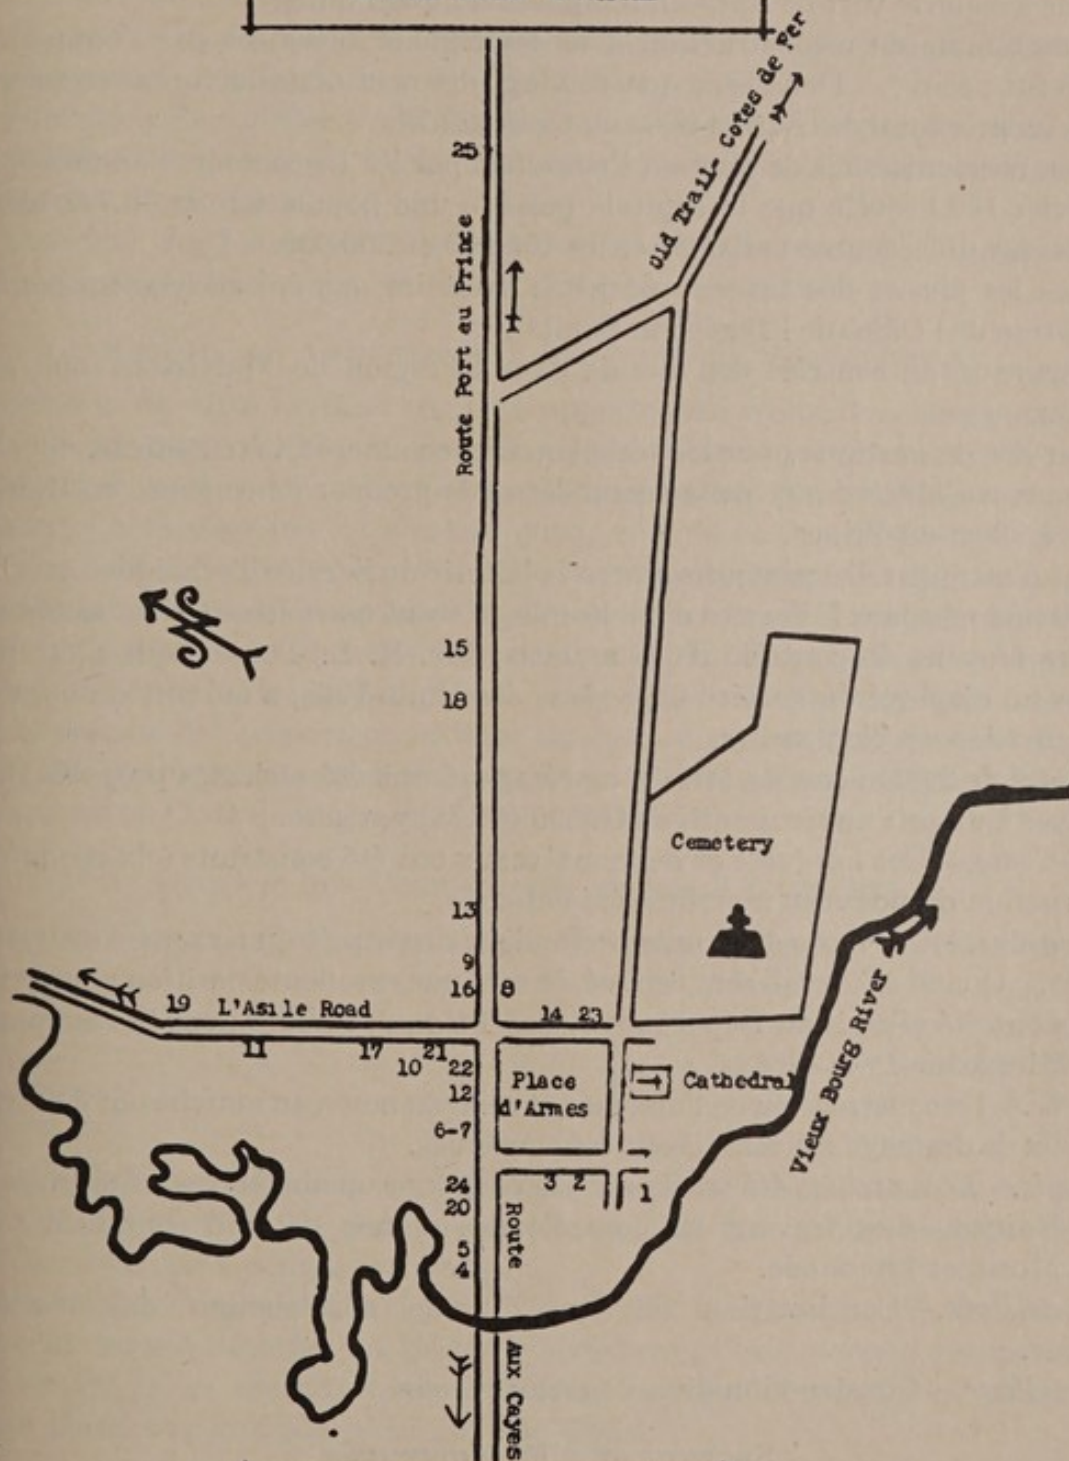 Old Trail- Cotes de Fer
Route Port au Prince
15
18
Cemetery
13
9
16
8
14 23
19
L'Asile Road
11
17
10
21
22
12
6-7
Place
d'Armes
Cathedral
Vieux Bourg River
24
20
5
4
3 2
1
Route
Aux Cayes